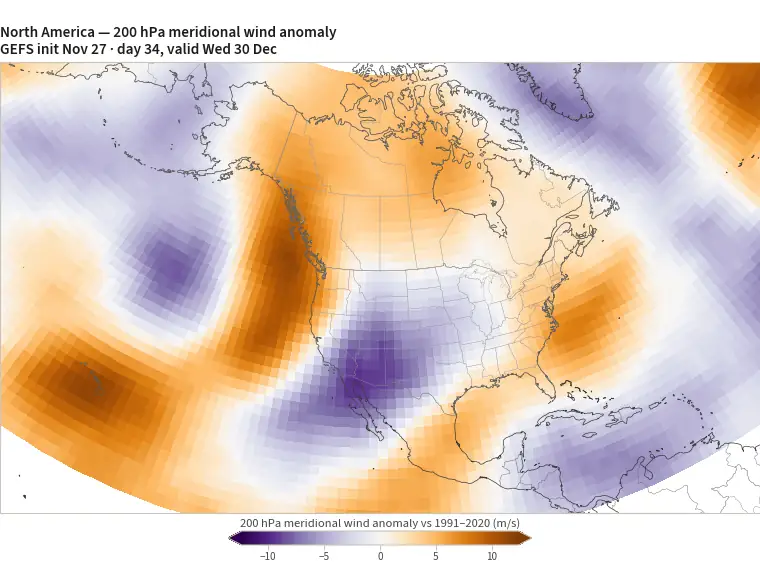 North America — 200 hPa meridional wind anomaly
GEFS init Nov 27 · day 34, valid Wed 30 Dec
200 hPa meridional wind anomaly vs 1991–2020 (m/s)
−10 −5 0 5 10